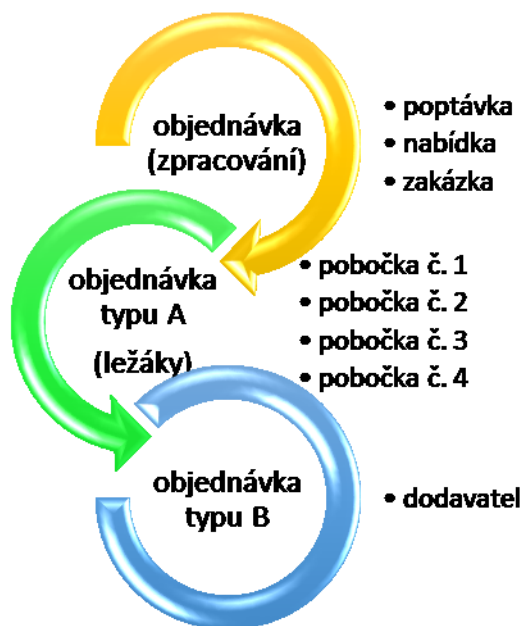 objednávka
(zpracování)
• poptávka
• nabídka
• zakázka
objednávka
typu A
(ležáky)
• pobočka č. 1
• pobočka č. 2
• pobočka č. 3
• pobočka č. 4
objednávka
typu B
• dodavatel